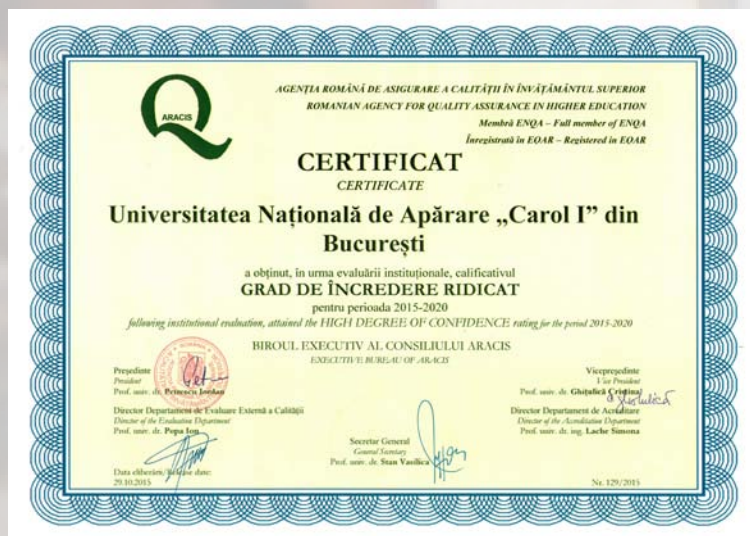 ARACIS
AGENȚIA ROMÂNĂ DE ASIGURARE A CALITĂȚII ÎN ÎNVĂȚĂMÂNTUL SUPERIOR
ROMANIAN AGENCY FOR QUALITY ASSURANCE IN HIGHER EDUCATION
Membră ENQA – Full member of ENQA
Înregistrată în EQAR – Registered in EQAR
CERTIFICAT
CERTIFICATE
Universitatea Națională de Apărare „Carol I” din
București
a obținut, în urma evaluării instituționale, calificativul
GRAD DE ÎNCREDERE RIDICAT
pentru perioada 2015-2020
following institutional evaluation, attained the HIGH DEGREE OF CONFIDENCE rating for the period 2015-2020
BIROUL EXECUTIV AL CONSILIULUI ARACIS
EXECUTIVE BUREAU OF ARACIS
Președinte
President
Prof. univ. dr. Petrescu Iordan
Vicepreședinte
Vice President
Prof. univ. dr. Ghițulică Cristina
Director Departament de Evaluare Externă a Calității
Director of the Evaluation Department
Prof. univ. dr. Popa Ion
Director Departament de Acreditare
Director of the Accreditation Department
Prof. univ. dr. ing. Lache Simona
Secretar General
General Secretary
Prof. univ. dr. Stan Vasilica
Data eliberării/Release date:
29.10.2015
Nr. 129/2015